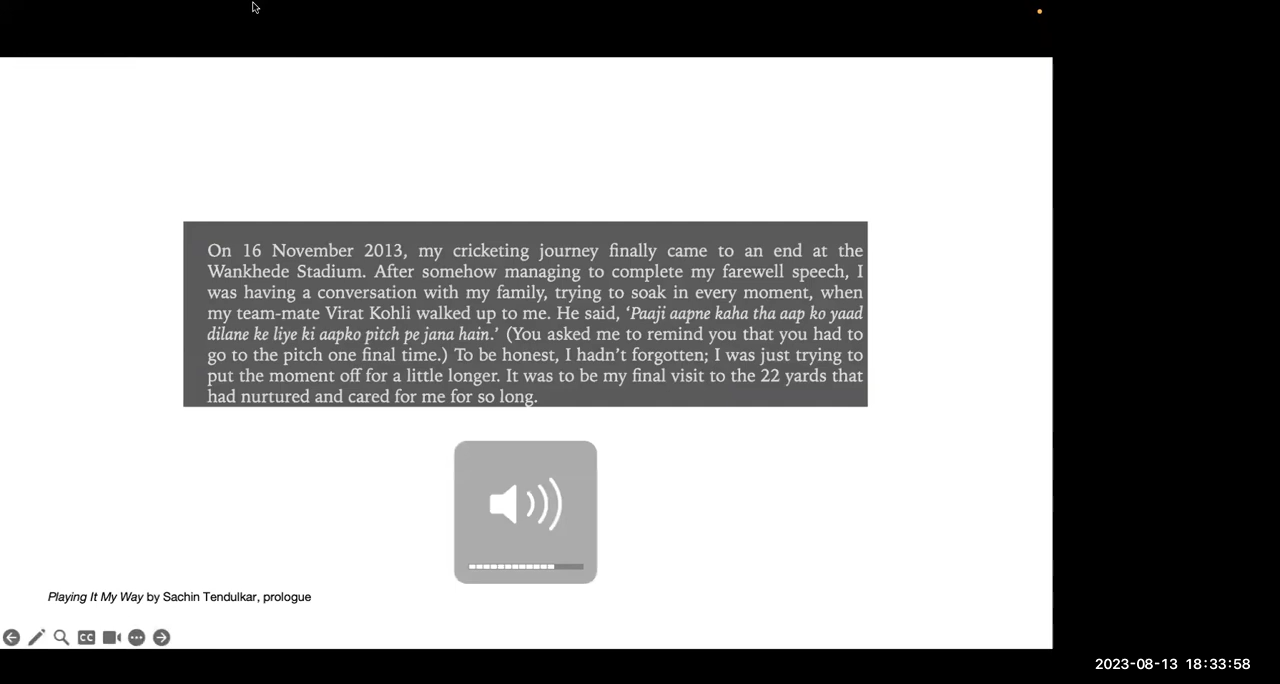 On 16 November 2013, my cricketing journey finally came to an end at the
Wankhede Stadium. After somehow managing to complete my farewell speech, I
was having a conversation with my family, trying to soak in every moment, when
my team-mate Virat Kohli walked up to me. He said, ‘Paaji aapne kaha tha aap ko yaad
dilane ke liye ki aapko pitch pe jana hain.’ (You asked me to remind you that you had to
go to the pitch one final time.) To be honest, I hadn’t forgotten; I was just trying to
put the moment off for a little longer. It was to be my final visit to the 22 yards that
had nurtured and cared for me for so long.
Playing It My Way by Sachin Tendulkar, prologue
CC
2023-08-13 18:33:58